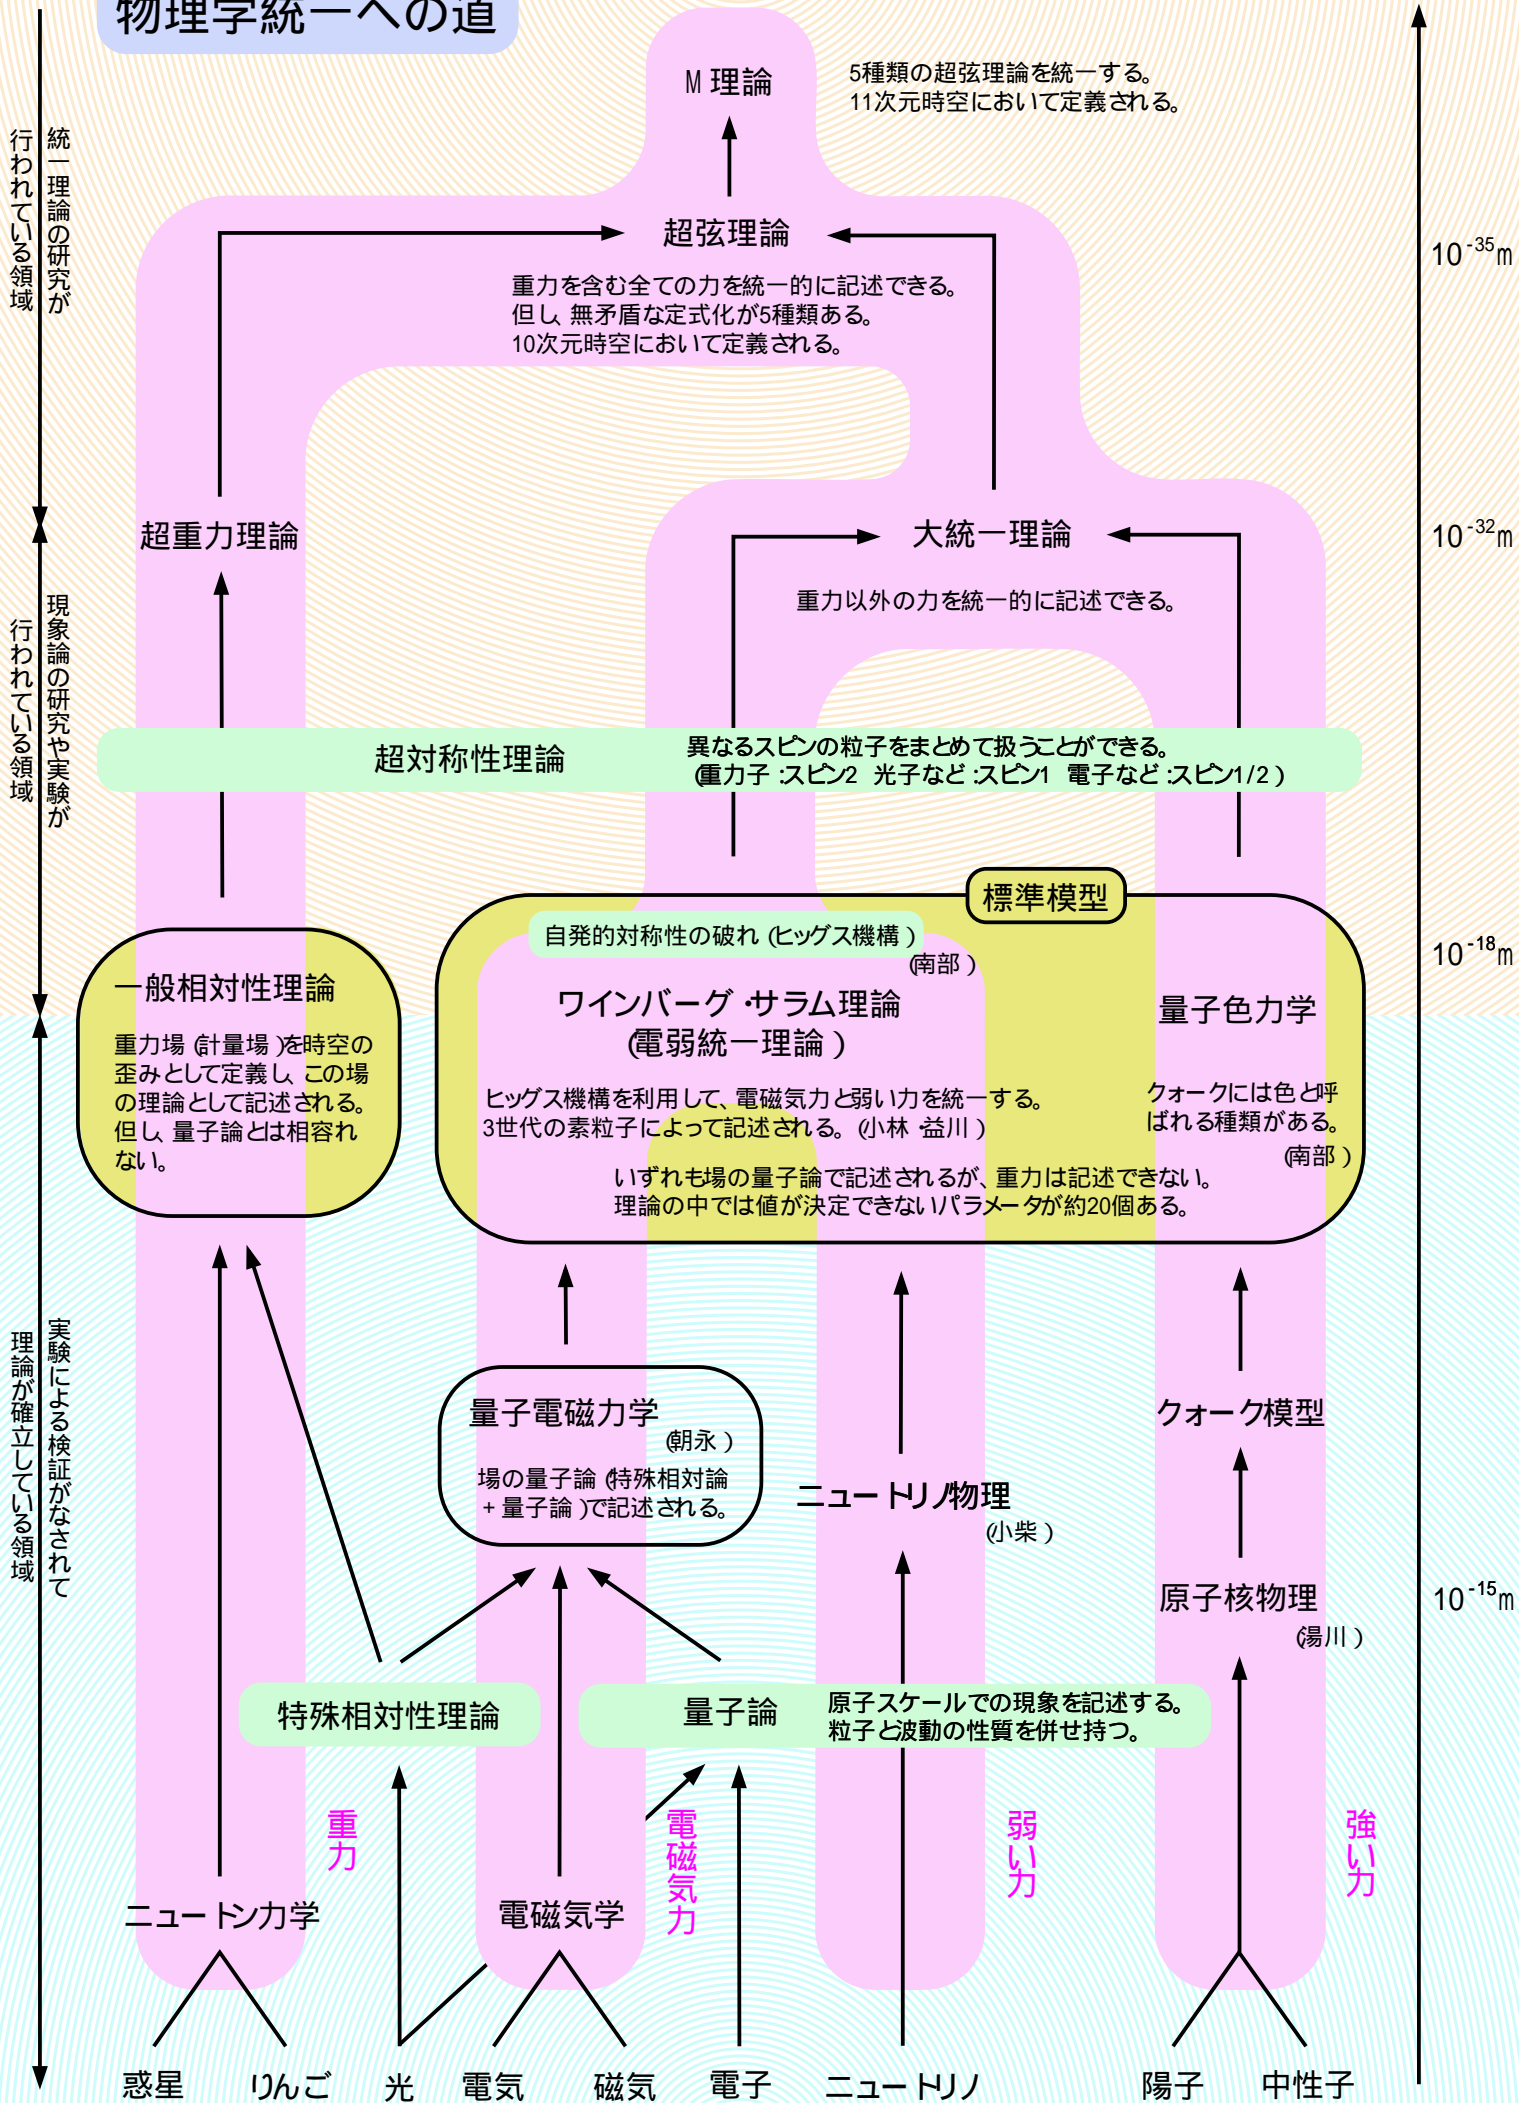 物理学統一への道
M 理論
5種類の超弦理論を統一する。
11次元時空において定義される。
統一理論の研究が
行われている領域
超弦理論
10⁻³⁵m
重力を含む全ての力を統一的に記述できる。
但し、無矛盾な定式化が5種類ある。
10次元時空において定義される。
超重力理論
大統一理論
10⁻³²m
重力以外の力を統一的に記述できる。
現象論の研究や実験が
行われている領域
超対称性理論
異なるスピンの粒子をまとめて扱うことができる。
(重力子:スピン2 光子など:スピン1 電子など:スピン1/2)
標準模型
自発的対称性の破れ(ヒッグス機構)
(南部)
10⁻¹⁸m
一般相対性理論
重力場(計量場)を時空の
歪みとして定義し、この場
の理論として記述される。
但し、量子論とは相容れ
ない。
ワインバーグ・サラム理論
(電弱統一理論)
ヒッグス機構を利用して、電磁気力と弱い力を統一する。
3世代の素粒子によって記述される。(小林・益川)
量子色力学
クォークには色と呼
ばれる種類がある。
(南部)
いずれも場の量子論で記述されるが、重力は記述できない。
理論の中では値が決定できないパラメータが約20個ある。
実験による検証がなされて
理論が確立している領域
量子電磁力学
(朝永)
場の量子論(特殊相対論
+量子論)で記述される。
クォーク模型
ニュートリノ物理
(小柴)
原子核物理
(湯川)
10⁻¹⁵m
特殊相対性理論
量子論
原子スケールでの現象を記述する。
粒子と波動の性質を併せ持つ。
重力
電磁気力
弱い力
強い力
ニュートン力学
電磁気学
惑星
りんご
光
電気
磁気
電子
ニュートリノ
陽子
中性子